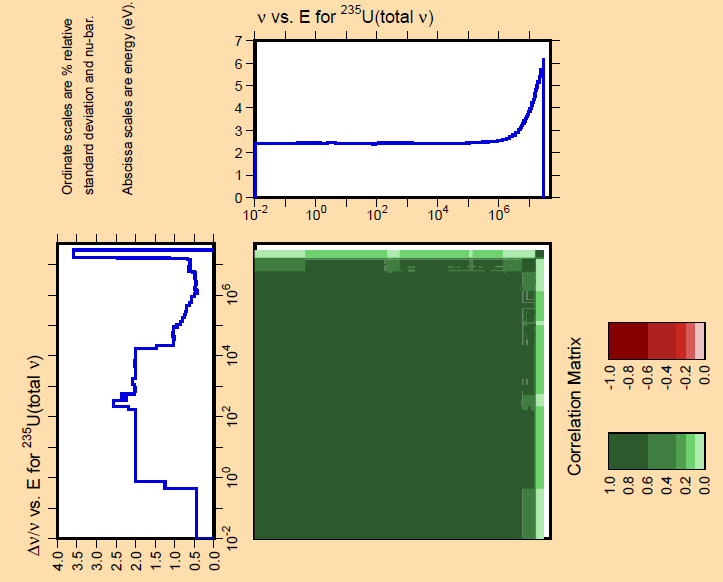 ν vs. E for ²³⁵U(total ν)
Ordinate scales are % relative
standard deviation and nu-bar.
Abscissa scales are energy (eV).
7
6
5
4
3
2
1
0
10⁻² 10⁰ 10² 10⁴ 10⁶
Δν/ν vs. E for ²³⁵U(total ν)
10⁶
10⁴
10²
10⁰
10⁻²
4.0 3.5 3.0 2.5 2.0 1.5 1.0 0.5 0.0
Correlation Matrix
-1.0 -0.8 -0.6 -0.4 -0.2 0.0
1.0 0.8 0.6 0.4 0.2 0.0